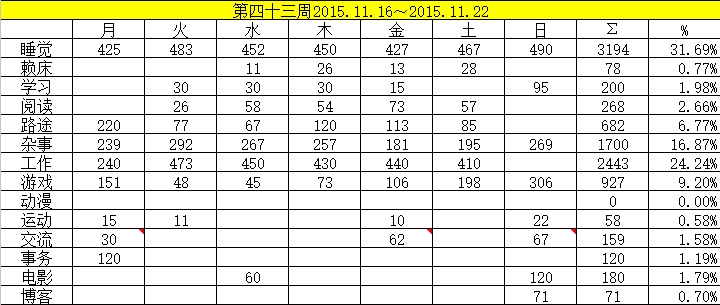 第四十三周2015.11.16～2015.11.22
月 火 水 木 金 土 日 Σ %
睡觉 425 483 452 450 427 467 490 3194 31.69%
赖床 11 26 13 28 78 0.77%
学习 30 30 30 15 95 200 1.98%
阅读 26 58 54 73 57 268 2.66%
路途 220 77 67 120 113 85 682 6.77%
杂事 239 292 267 257 181 195 269 1700 16.87%
工作 240 473 450 430 440 410 2443 24.24%
游戏 151 48 45 73 106 198 306 927 9.20%
动漫 0 0.00%
运动 15 11 10 22 58 0.58%
交流 30 62 67 159 1.58%
事务 120 120 1.19%
电影 60 120 180 1.79%
博客 71 71 0.70%